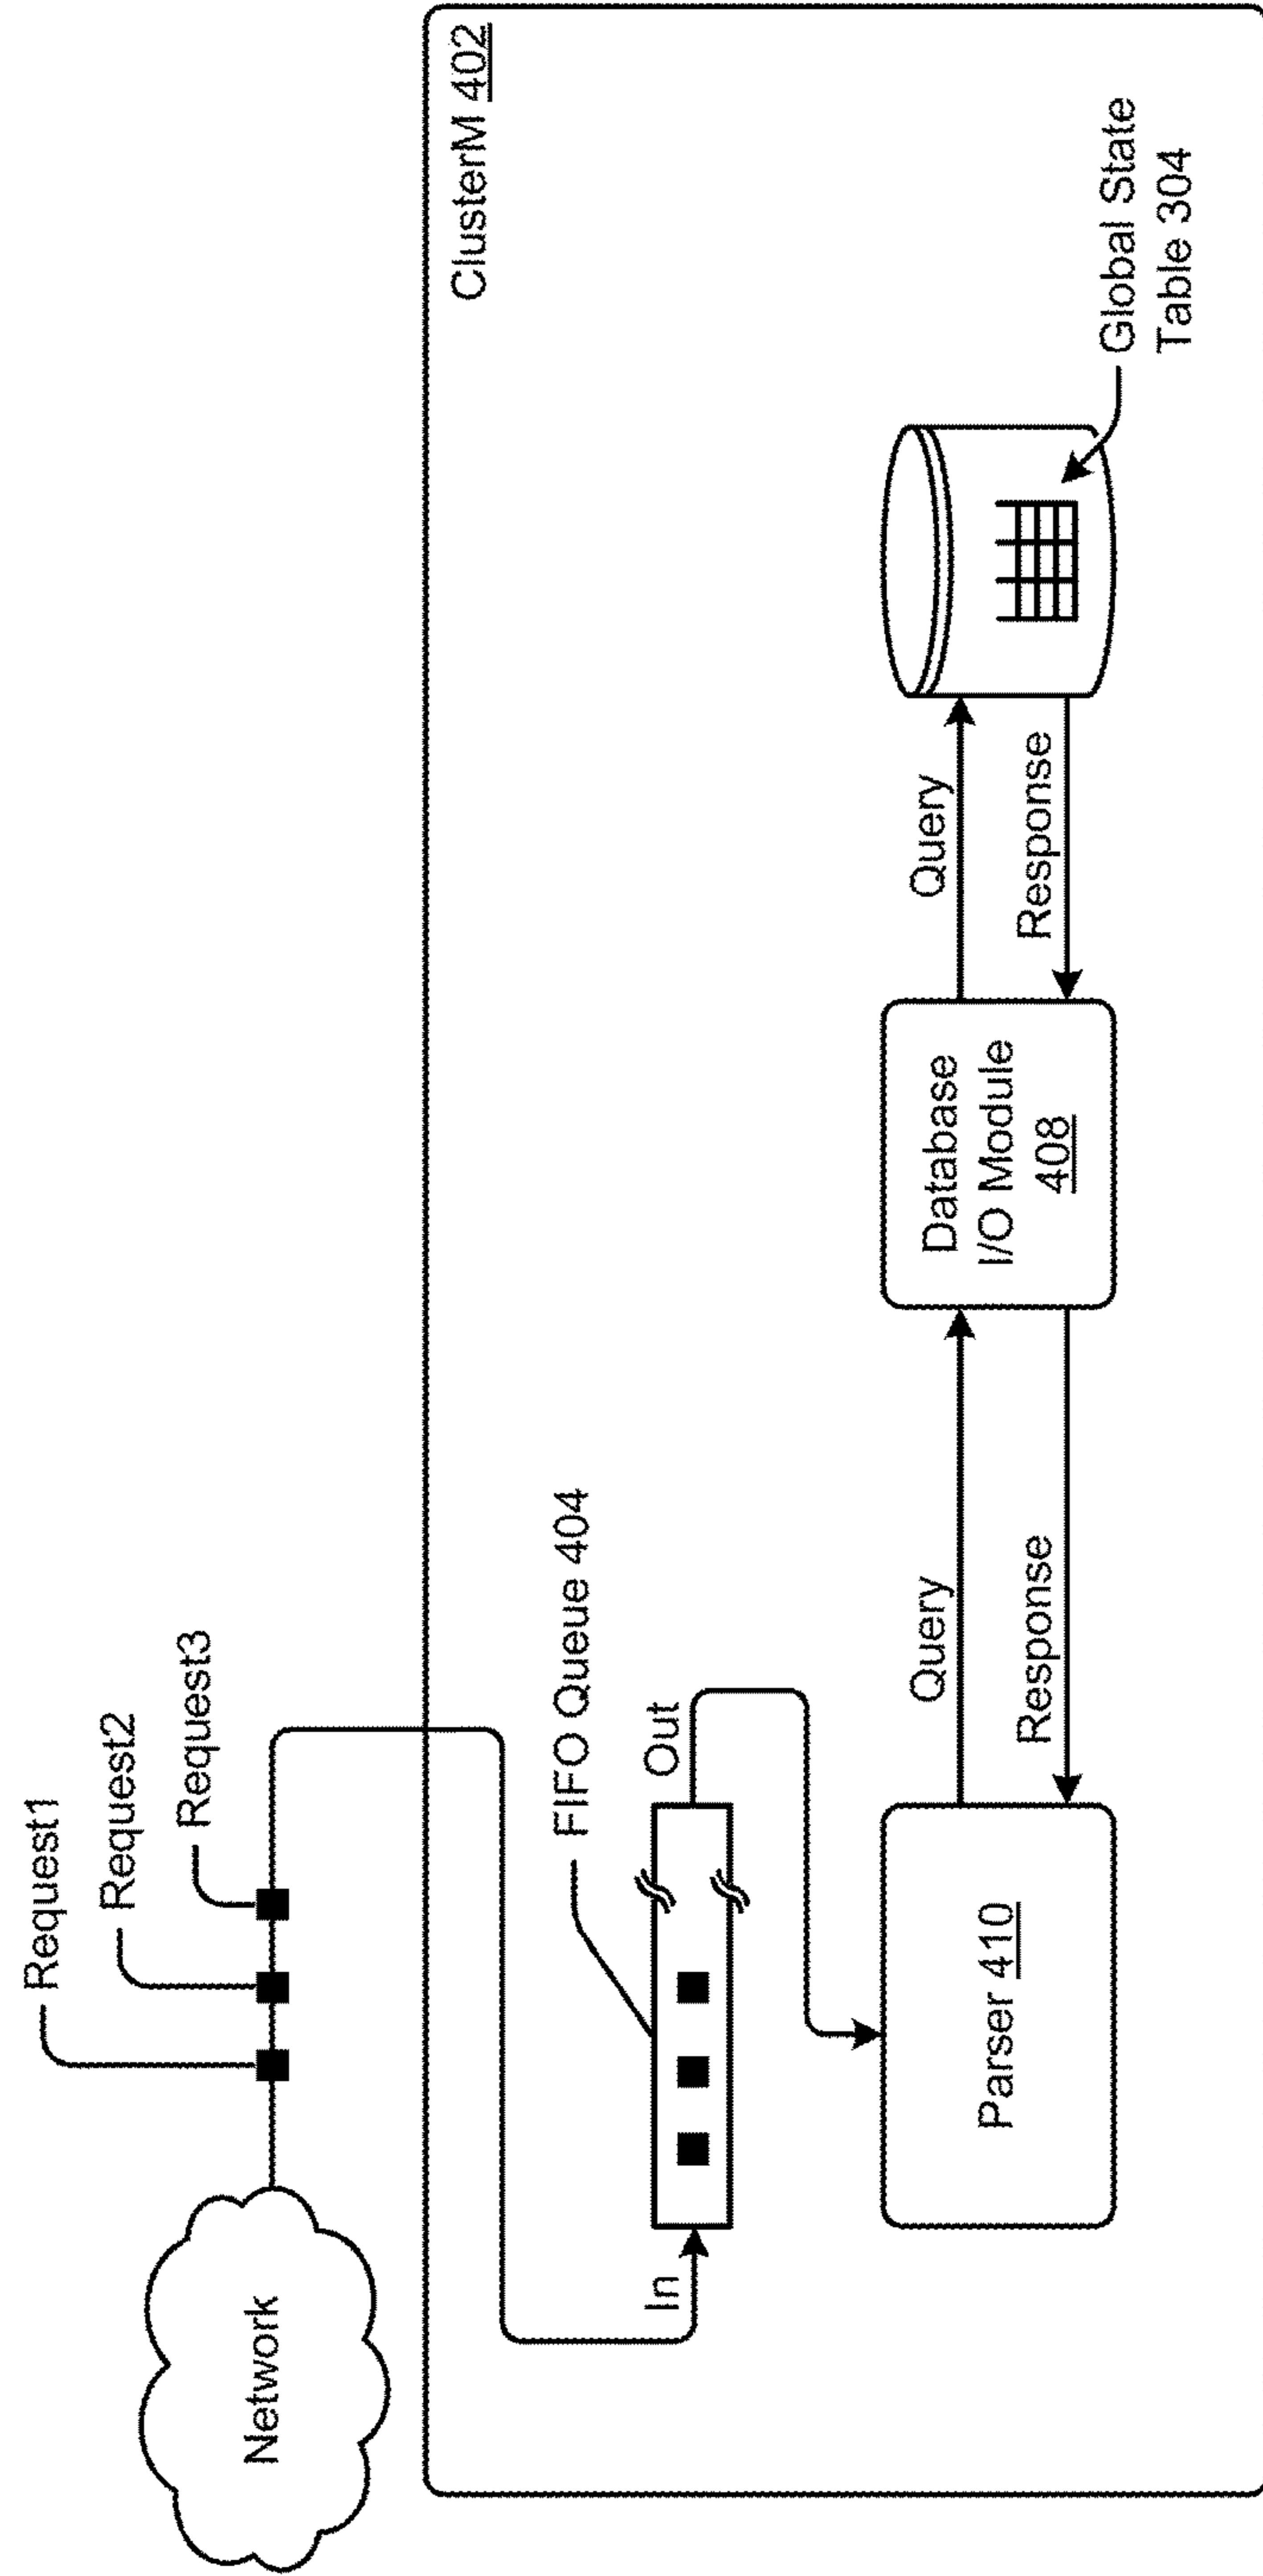 Request1
Request2
Request3
Network
ClusterM 402
FIFO Queue 404
In
Out
Parser 410
Query
Response
Database
I/O Module
408
Query
Response
Global State
Table 304